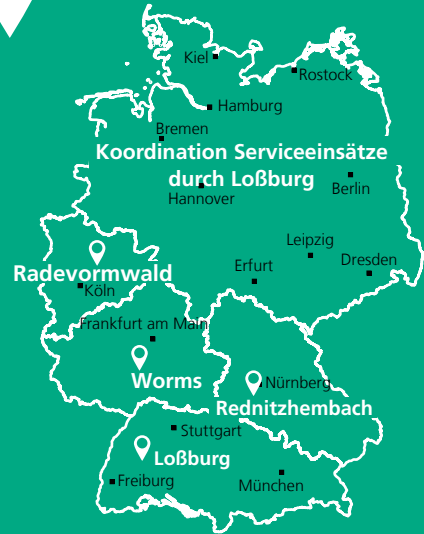 Kiel
Rostock
Hamburg
Bremen
Koordination Serviceeinsätze
durch Loßburg
Berlin
Hannover
Leipzig
Erfurt
Dresden
Radevormwald
Köln
Frankfurt am Main
Worms
Nürnberg
Rednitzhembach
Stuttgart
Loßburg
Freiburg
München